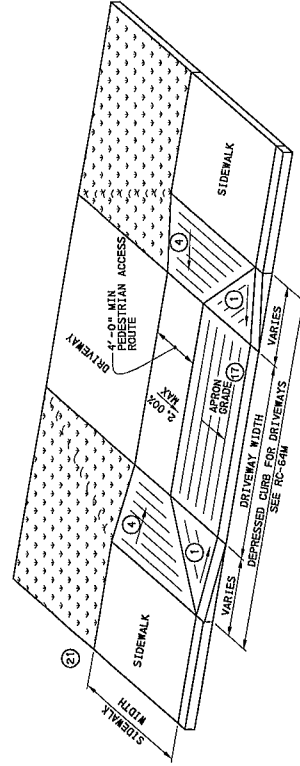 21
SIDEWALK
WIDTH
SIDEWALK
4
1
VARIES
DRIVEWAY
4'-0" MIN
PEDESTRIAN ACCESS
ROUTE
2.00%
MAX
APRON
GRADE
17
DRIVEWAY WIDTH
DEPRESSED CURB FOR DRIVEWAYS
SEE RC-64M
4
1
VARIES
SIDEWALK